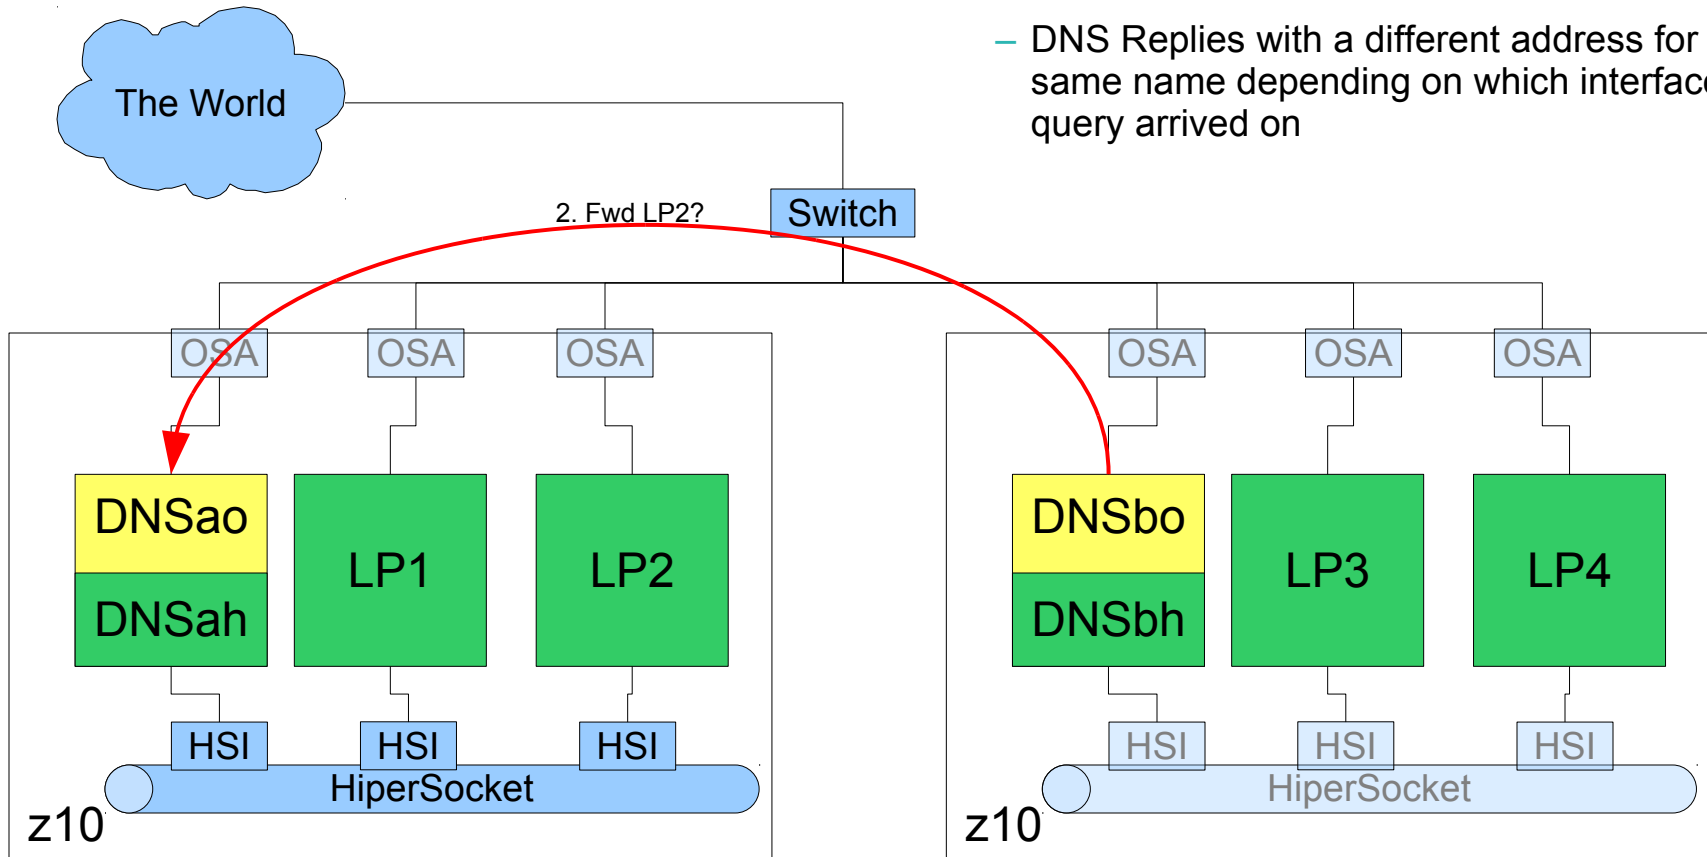 The World
– DNS Replies with a different address for
same name depending on which interface
query arrived on
2. Fwd LP2?
Switch
OSA
OSA
OSA
OSA
OSA
OSA
DNSao
DNSah
LP1
LP2
DNSbo
DNSbh
LP3
LP4
HSI
HSI
HSI
HSI
HSI
HSI
HiperSocket
HiperSocket
z10
z10